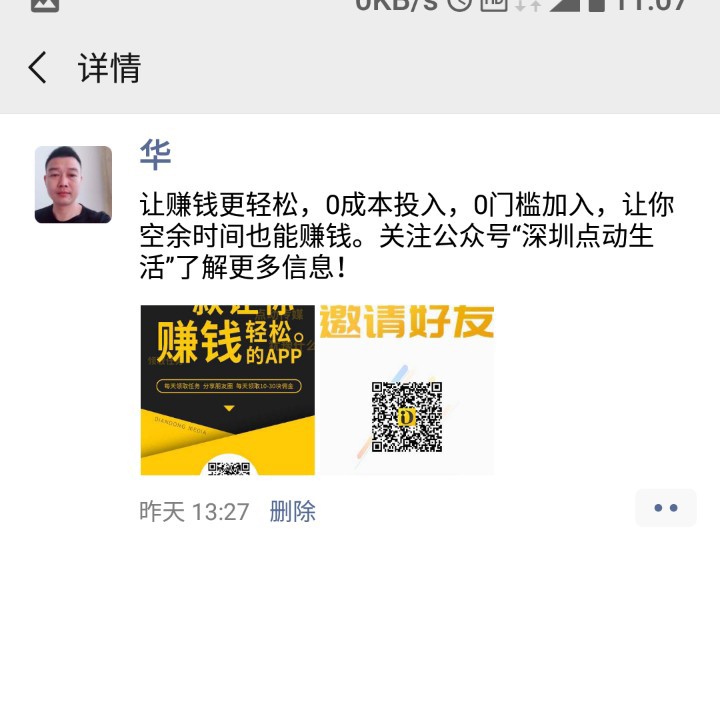 0KB/s HD 11:07
详情
华
让赚钱更轻松，0成本投入，0门槛加入，让你
空余时间也能赚钱。关注公众号“深圳点动生
活”了解更多信息！
款让你
赚钱轻松。
的APP
每天领取任务 分享朋友圈 每天领取10-30块佣金
DIANDONG MEDIA
邀请好友
昨天 13:27 删除